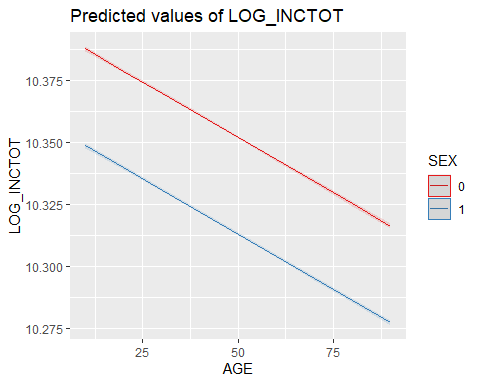 Predicted values of LOG_INCTOT
LOG_INCTOT
10.375
10.350
10.325
10.300
10.275
25
50
75
AGE
SEX
0
1